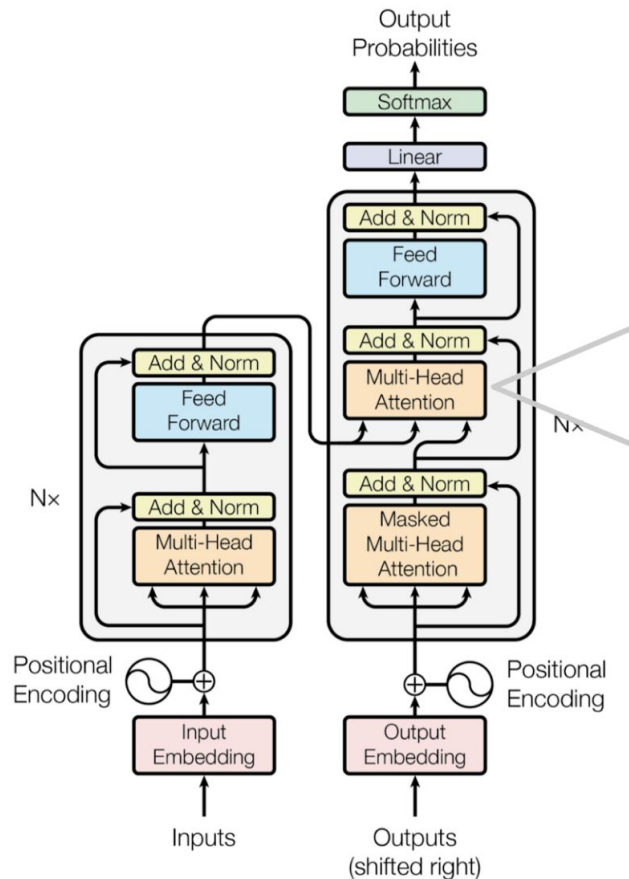 Output
Probabilities
Softmax
Linear
Add & Norm
Feed
Forward
Add & Norm
Multi-Head
Attention
Nx
Add & Norm
Masked
Multi-Head
Attention
Add & Norm
Feed
Forward
Nx
Add & Norm
Multi-Head
Attention
Positional
Encoding
Positional
Encoding
Input
Embedding
Output
Embedding
Inputs
Outputs
(shifted right)